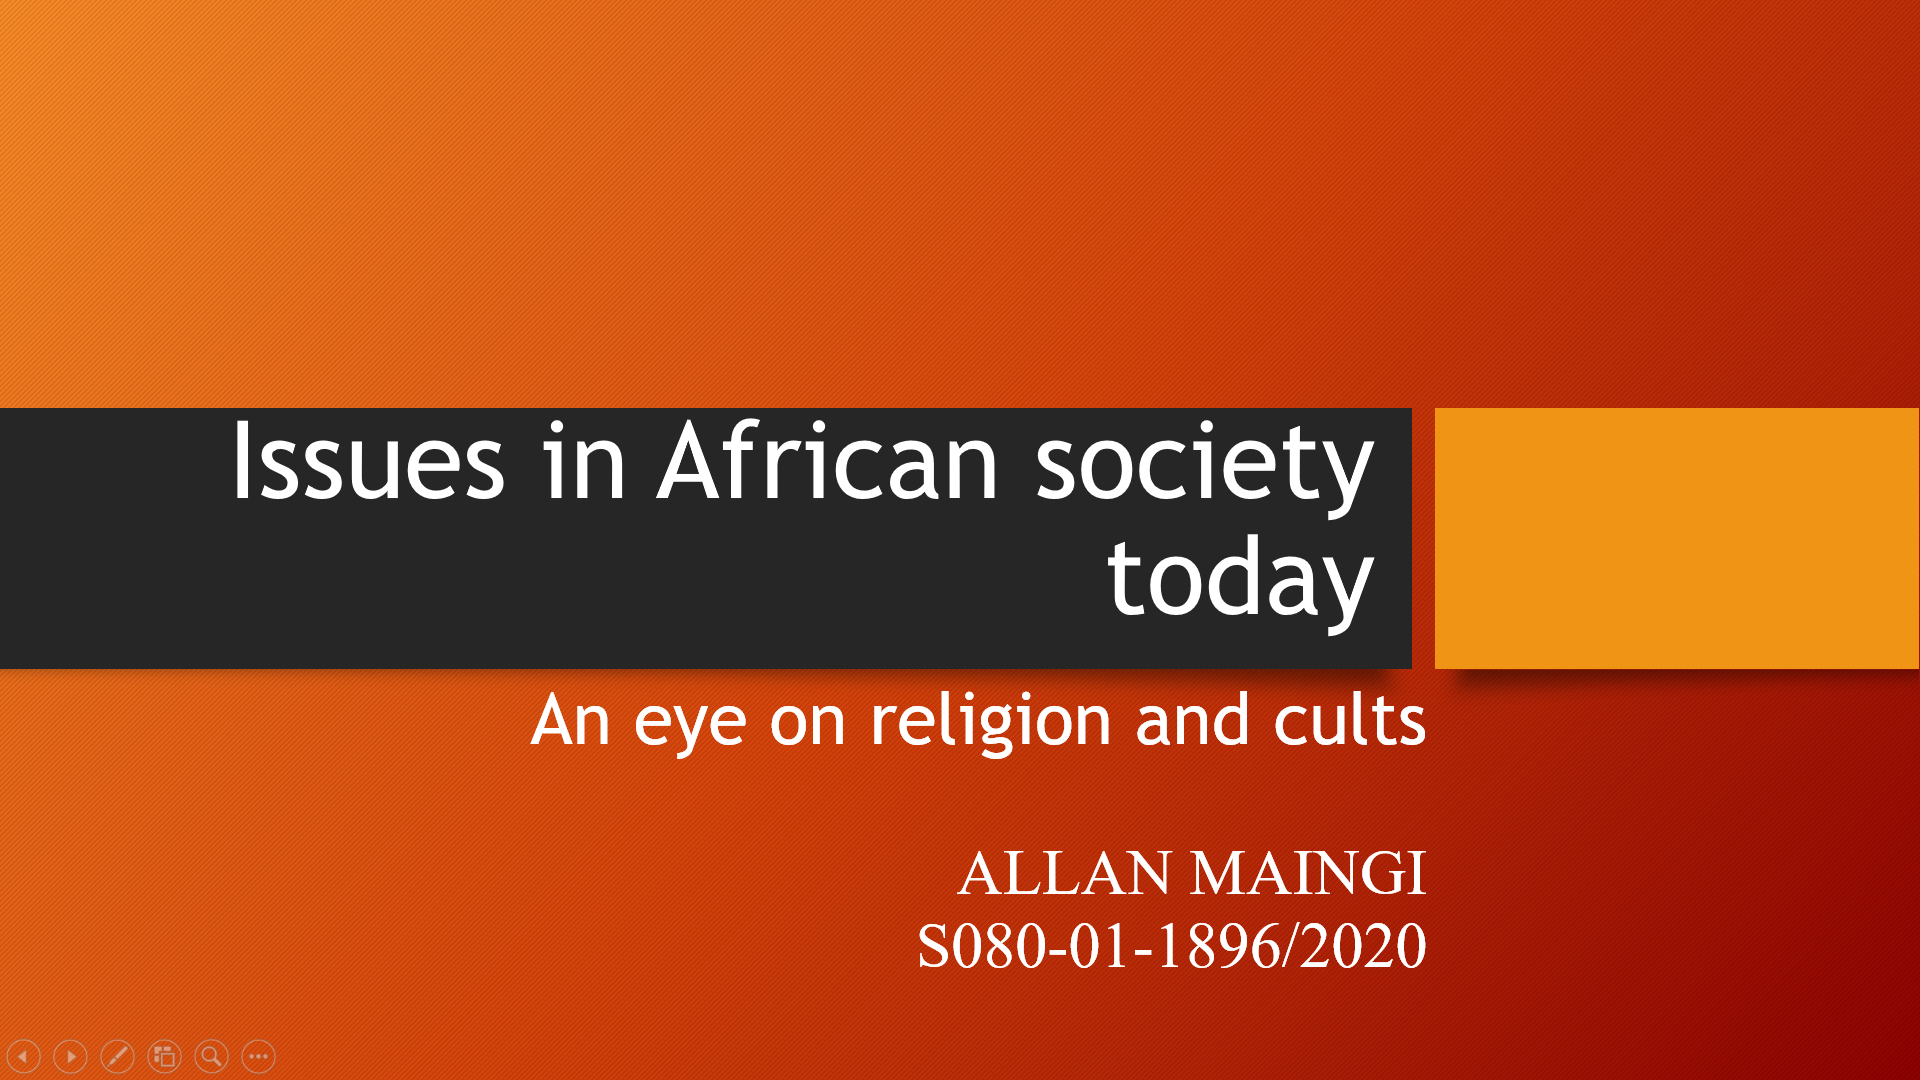 Issues in African society
today
An eye on religion and cults
ALLAN MAINGI
S080-01-1896/2020